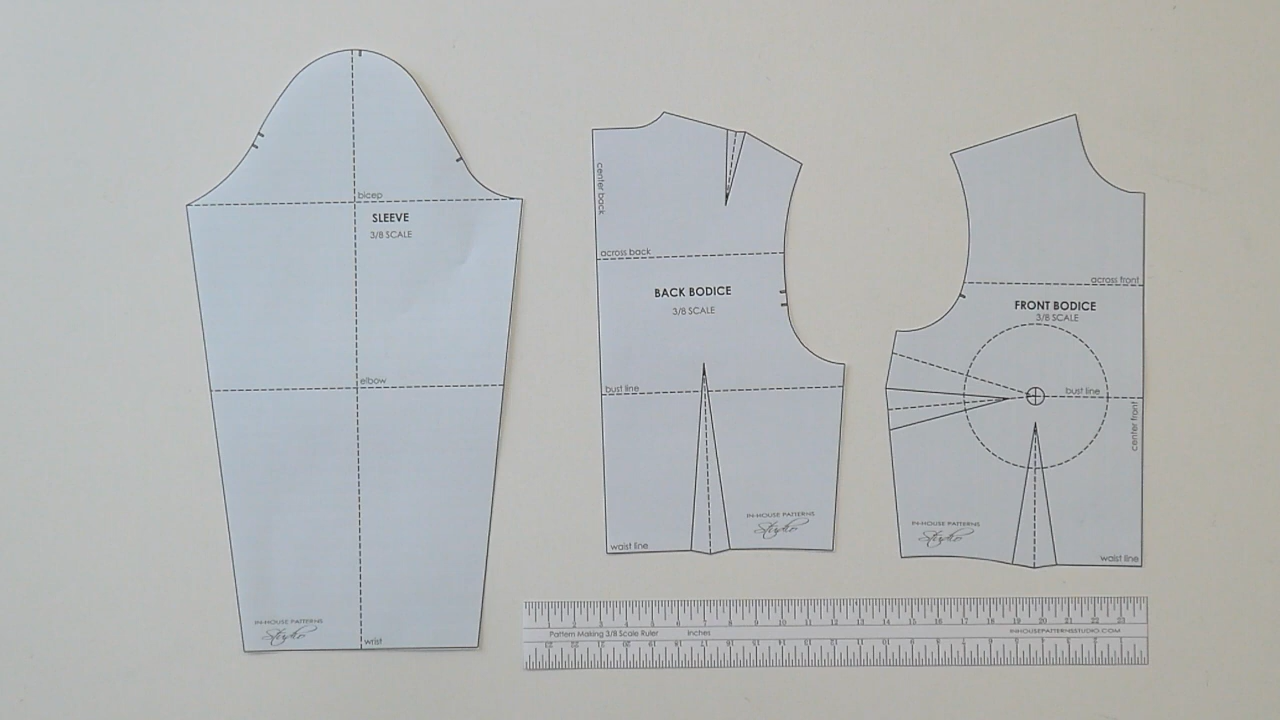 bicep
SLEEVE
3/8 SCALE
elbow
IN-HOUSE PATTERNS
Studio
wrist
center back
across back
BACK BODICE
3/8 SCALE
bust line
IN-HOUSE PATTERNS
Studio
waist line
across front
FRONT BODICE
3/8 SCALE
bust line
center front
IN-HOUSE PATTERNS
Studio
waist line
Pattern Making 3/8 Scale Ruler Inches INHOUSEPATTERNSSTUDIO.COM